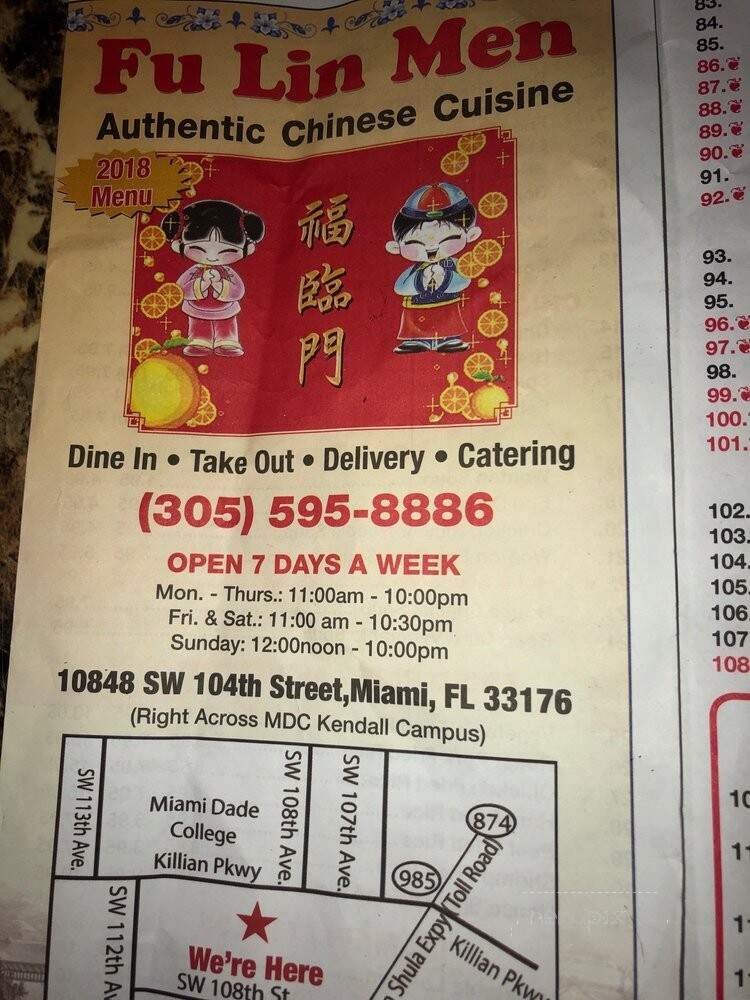 Fu Lin Men
Authentic Chinese Cuisine
2018
Menu
福
臨
門
Dine In • Take Out • Delivery • Catering
(305) 595-8886
OPEN 7 DAYS A WEEK
Mon. - Thurs.: 11:00am - 10:00pm
Fri. & Sat.: 11:00 am - 10:30pm
Sunday: 12:00noon - 10:00pm
10848 SW 104th Street,Miami, FL 33176
(Right Across MDC Kendall Campus)
SW 113th Ave.
Miami Dade
College
Killian Pkwy
SW 108th Ave.
SW 107th Ave.
874
985
SW 112th Av
We're Here
SW 108th St
Shula Expy (Toll Road)
Killian Pkwy
83.
84.
85.
86.
87.
88.
89.
90.
91.
92.
93.
94.
95.
96.
97.
98.
99.
100.
101.
102.
103.
104.
105.
106.
107
108